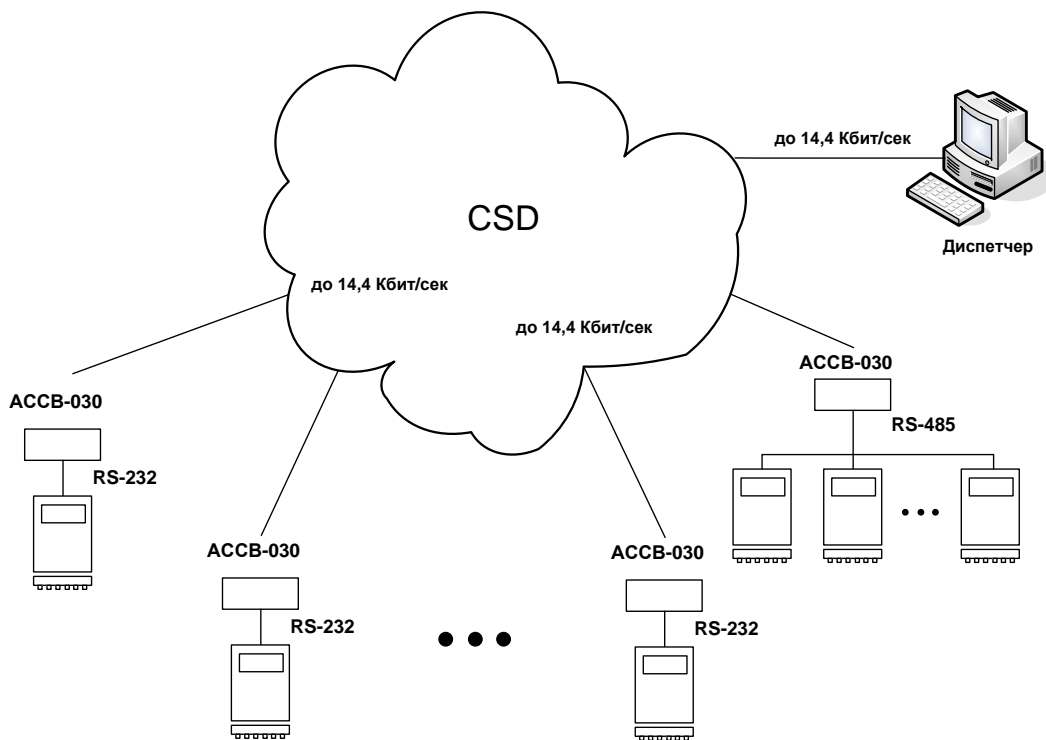 до 14,4 Кбит/сек
CSD
Диспетчер
до 14,4 Кбит/сек
до 14,4 Кбит/сек
АССВ-030
RS-485
АССВ-030
RS-232
АССВ-030
RS-232
АССВ-030
RS-232